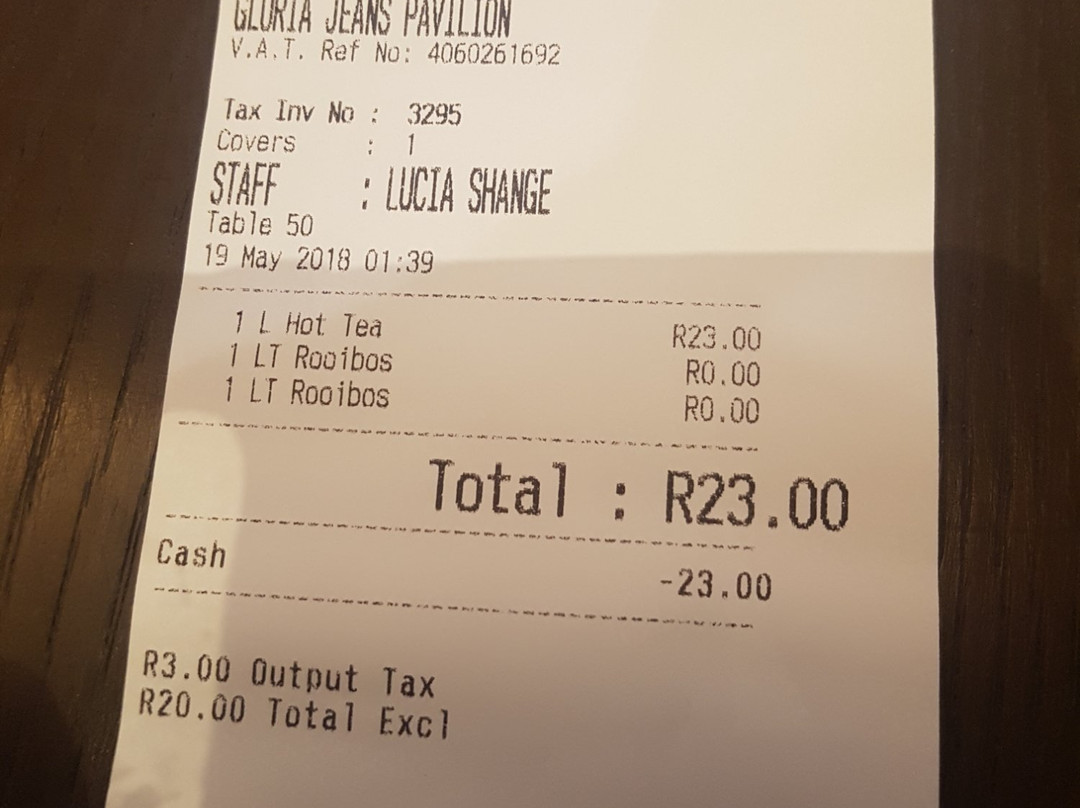 GLORIA JEANS PAVILION
V.A.T. Ref No: 4060261692
Tax Inv No : 3295
Covers : 1
STAFF : LUCIA SHANGE
Table 50
19 May 2018 01:39
1 L Hot Tea R23.00
1 LT Rooibos R0.00
1 LT Rooibos R0.00
Total : R23.00
Cash -23.00
R3.00 Output Tax
R20.00 Total Excl